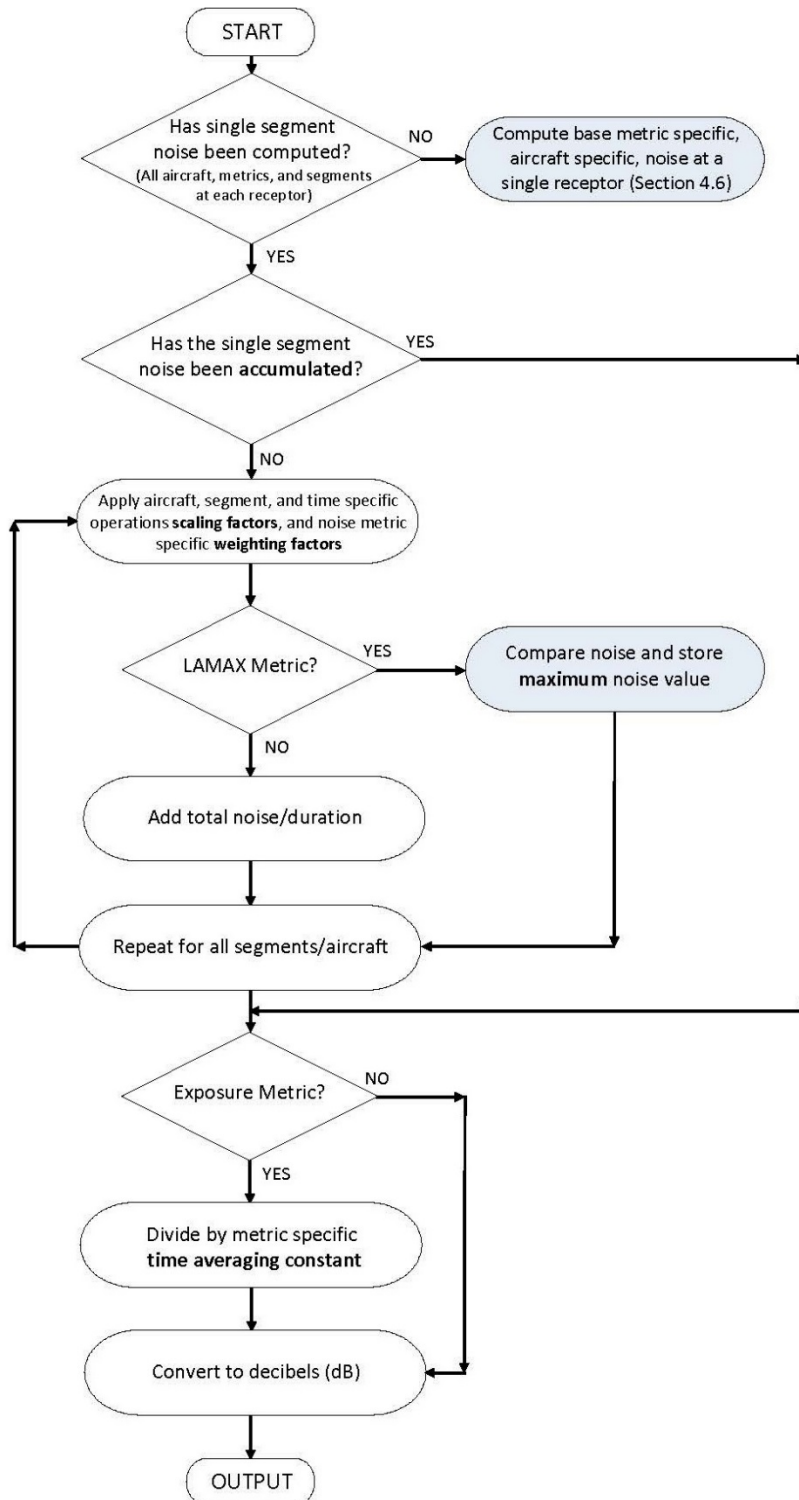 START
Has single segment
noise been computed?
(All aircraft, metrics, and segments
at each receptor)
NO
Compute base metric specific,
aircraft specific, noise at a
single receptor (Section 4.6)
YES
Has the single segment
noise been accumulated?
YES
NO
Apply aircraft, segment, and time specific
operations scaling factors, and noise metric
specific weighting factors
LAMAX Metric?
YES
Compare noise and store
maximum noise value
NO
Add total noise/duration
Repeat for all segments/aircraft
Exposure Metric?
NO
YES
Divide by metric specific
time averaging constant
Convert to decibels (dB)
OUTPUT